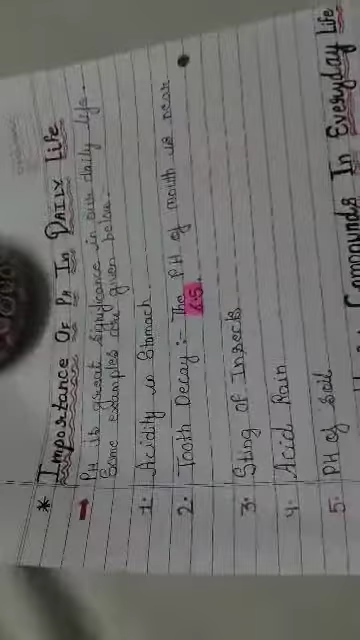 * Importance Of PH In Daily Life
→ PH is great significance in our daily life.
Some examples are given below:
1. Acidity in Stomach
2. Tooth Decay :- The PH of mouth is near
5.5.
3. Sting of Insects
4. Acid Rain
5. PH of Soil
Compounds In Everyday Life